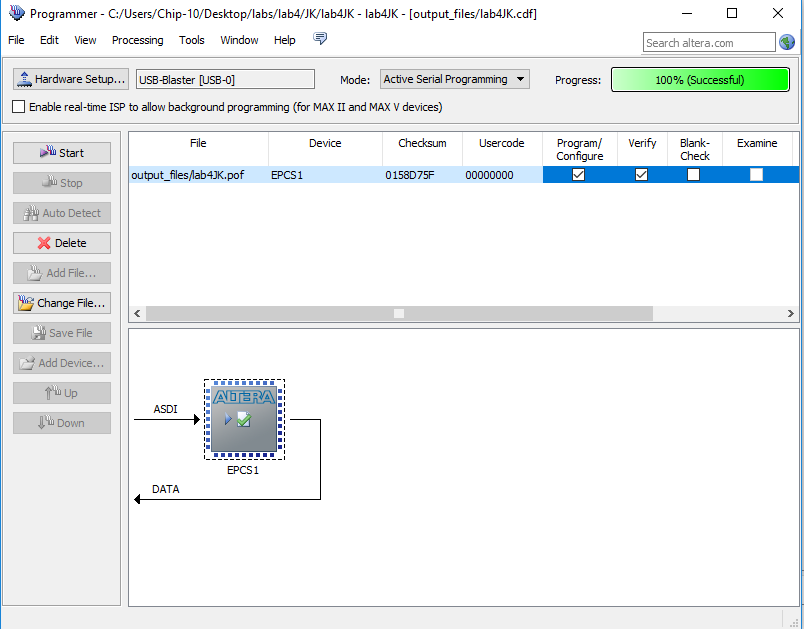 Programmer - C:/Users/Chip-10/Desktop/labs/lab4/JK/lab4JK - lab4JK - [output_files/lab4JK.cdf]
File Edit View Processing Tools Window Help
Search altera.com
Hardware Setup... USB-Blaster [USB-0] Mode: Active Serial Programming Progress: 100% (Successful)
Enable real-time ISP to allow background programming (for MAX II and MAX V devices)
Start
Stop
Auto Detect
Delete
Add File...
Change File...
Save File
Add Device...
Up
Down
File Device Checksum Usercode Program/ Verify Blank- Examine
Configure Check
output_files/lab4JK.pof EPCS1 0158D75F 00000000
ALTERA
ASDI
EPCS1
DATA